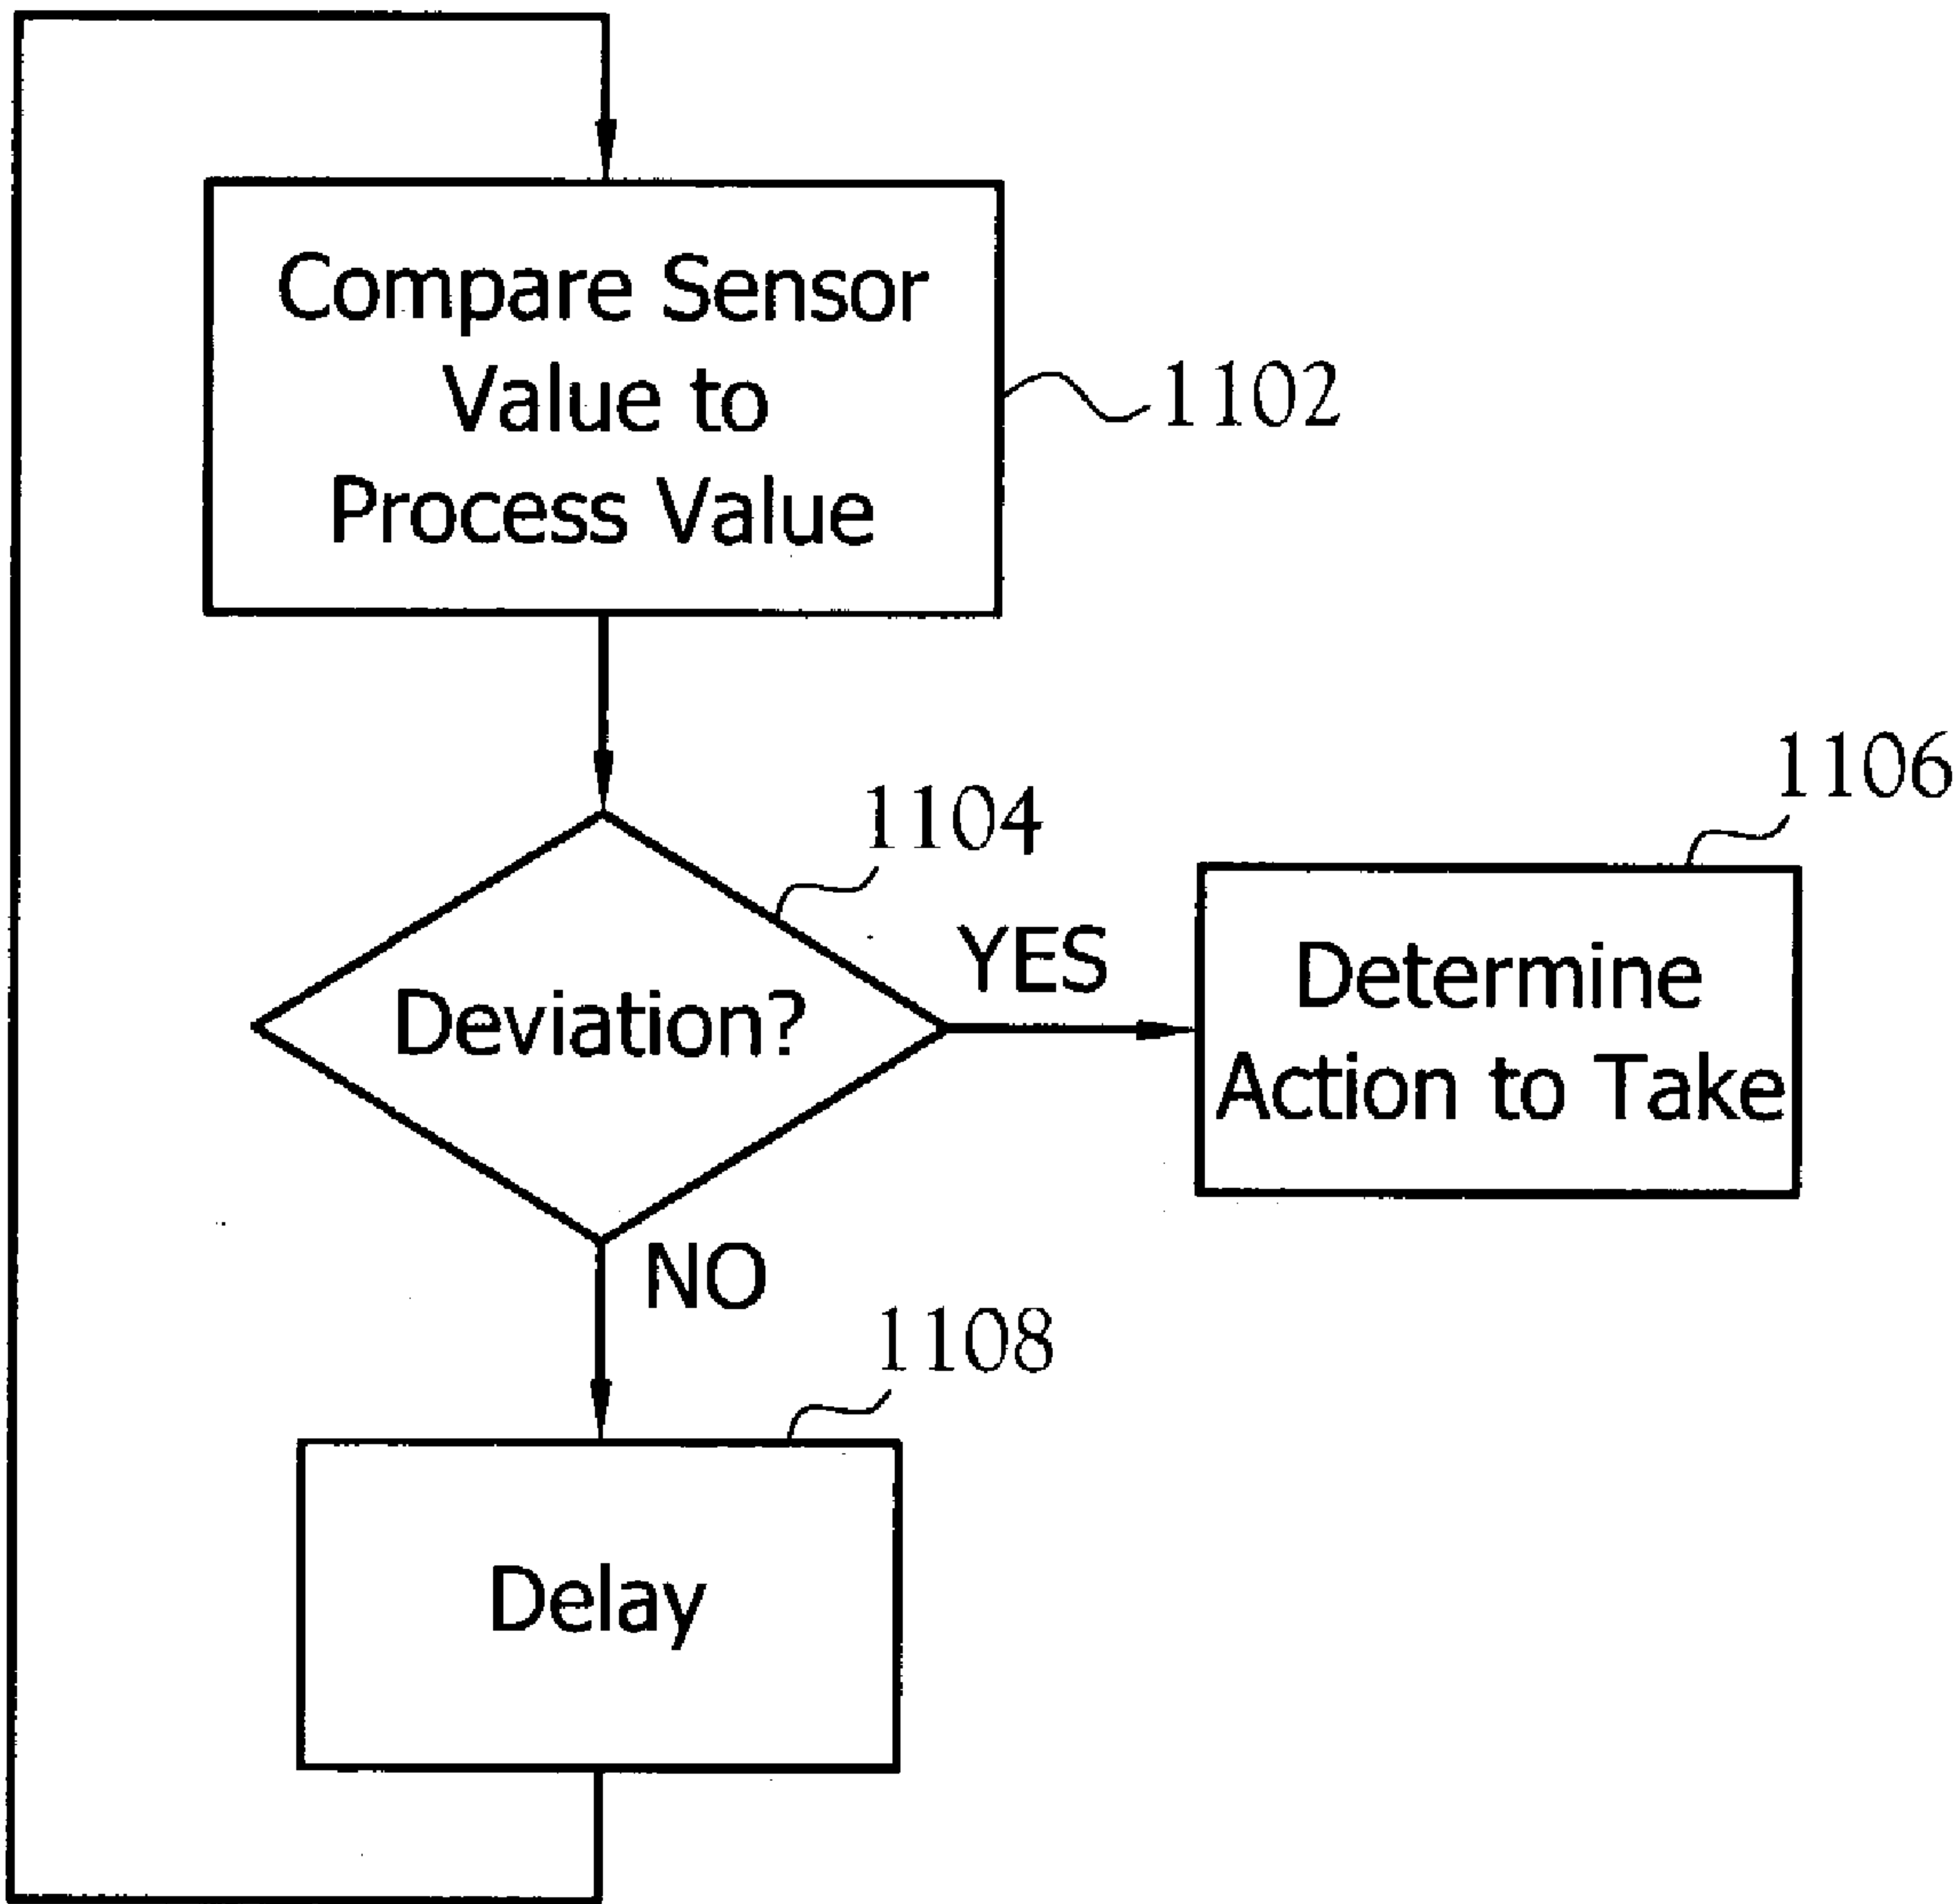 Compare Sensor
Value to
Process Value
1102
1104
Deviation?
YES
1106
Determine
Action to Take
NO
1108
Delay